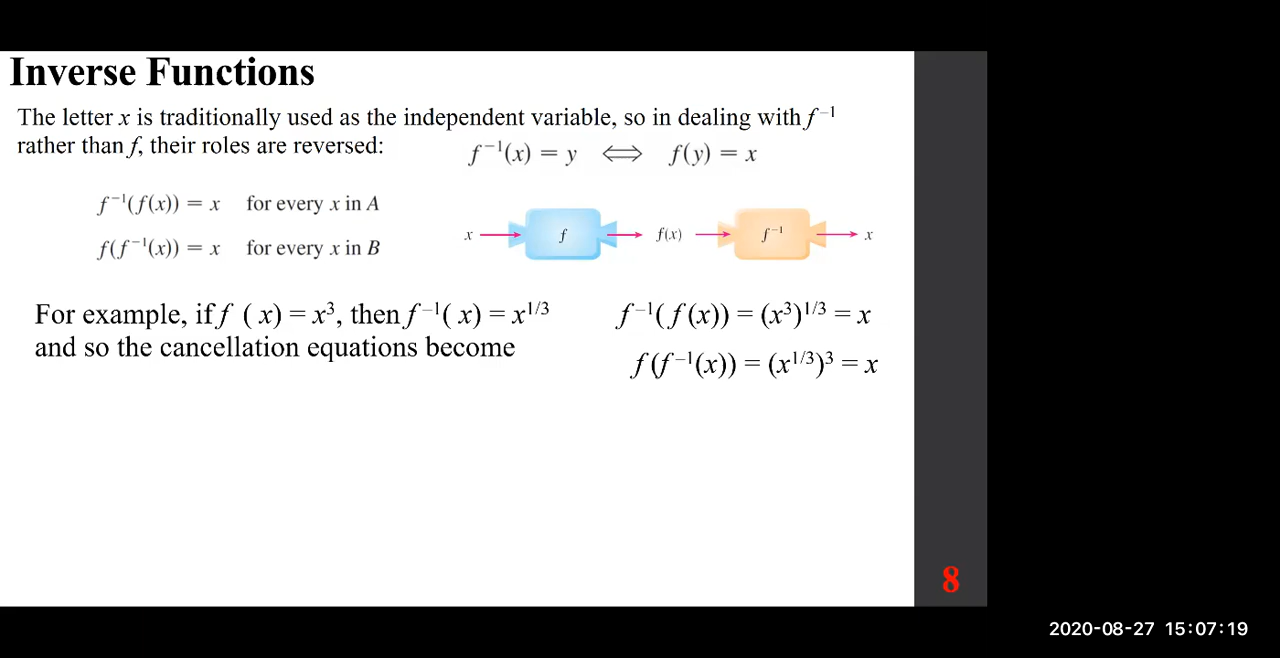 Inverse Functions
The letter x is traditionally used as the independent variable, so in dealing with f⁻¹
rather than f, their roles are reversed:
f⁻¹(x) = y ⟺ f(y) = x
f⁻¹(f(x)) = x for every x in A
f(f⁻¹(x)) = x for every x in B
x f f(x) f⁻¹ x
For example, if f ( x) = x³, then f⁻¹( x) = x¹/³
and so the cancellation equations become
f⁻¹( f(x)) = (x³)¹/³ = x
f (f⁻¹(x)) = (x¹/³)³ = x
8
2020-08-27 15:07:19